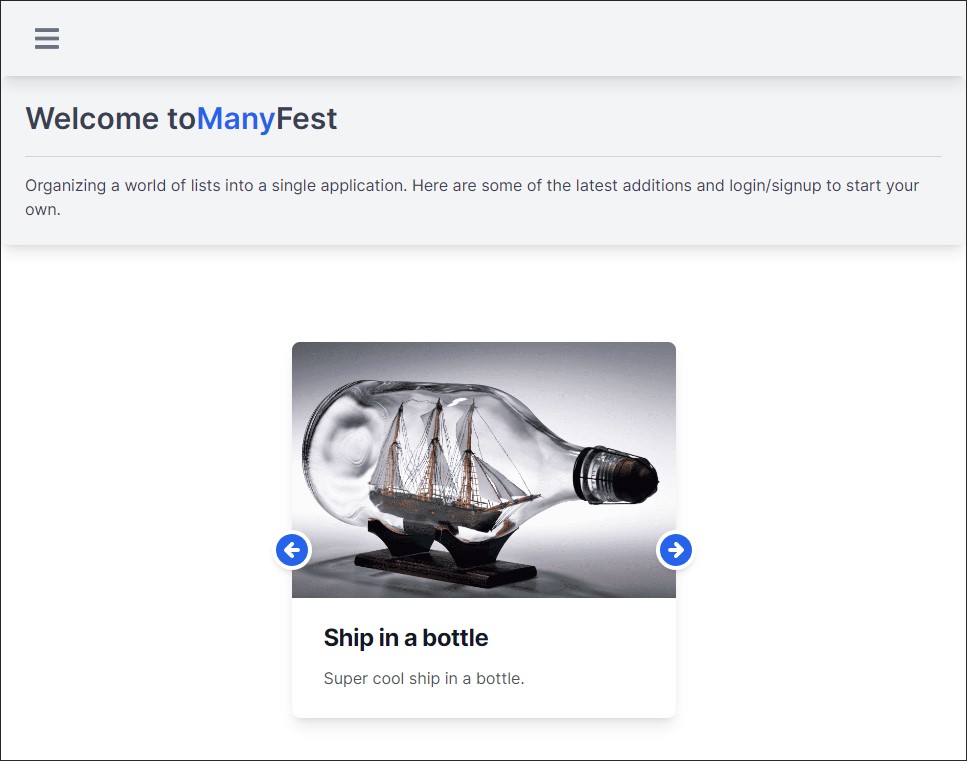 Welcome toManyFest
Organizing a world of lists into a single application. Here are some of the latest additions and login/signup to start your
own.
Ship in a bottle
Super cool ship in a bottle.